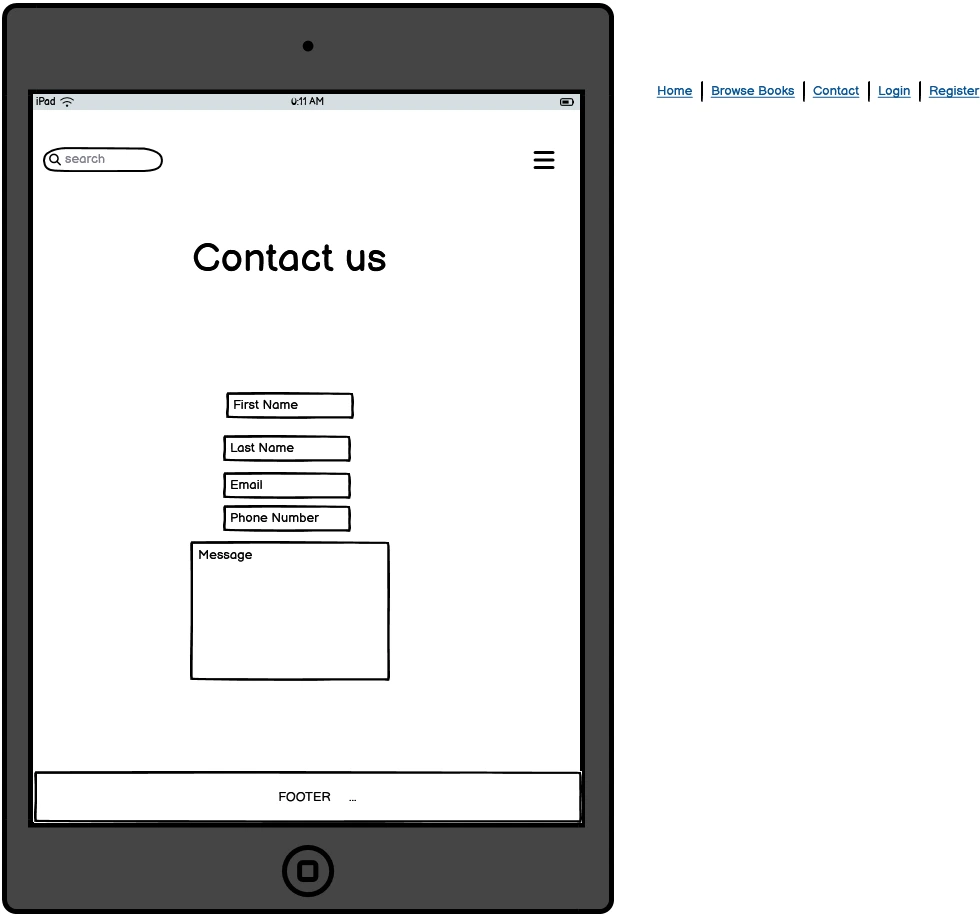 iPad 0:11 AM
Home Browse Books Contact Login Register
search
Contact us
First Name
Last Name
Email
Phone Number
Message
FOOTER ...